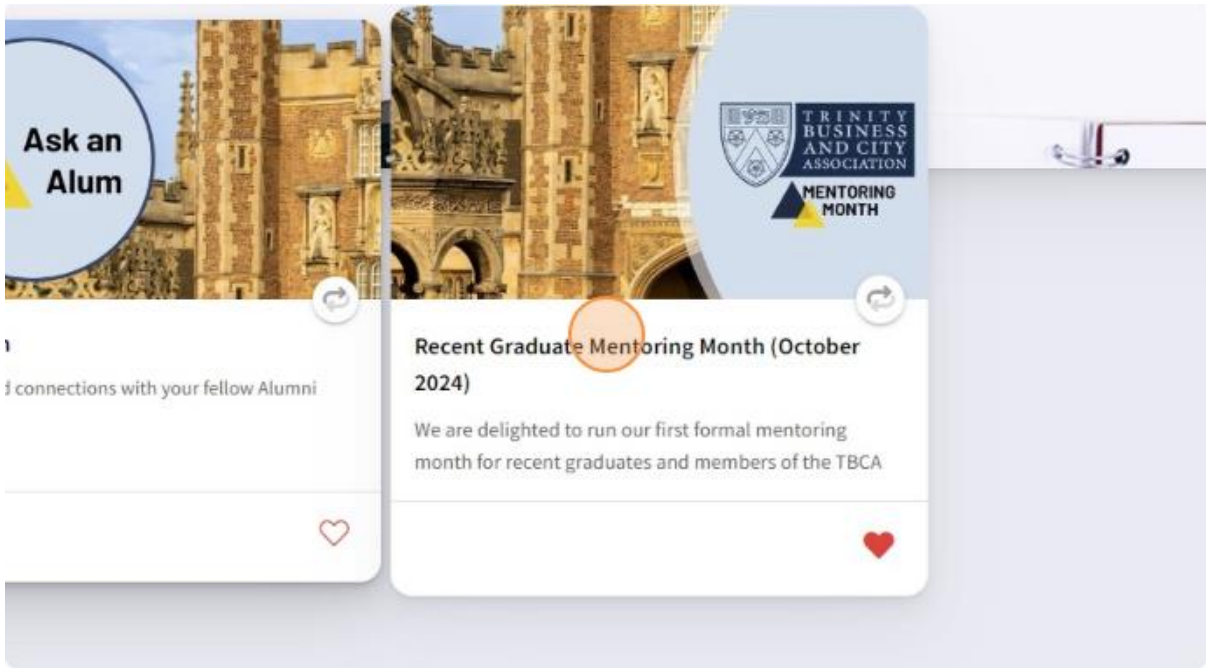 Ask an
Alum
connections with your fellow Alumni
TRINITY
BUSINESS
AND CITY
ASSOCIATION
MENTORING
MONTH
Recent Graduate Mentoring Month (October
2024)
We are delighted to run our first formal mentoring
month for recent graduates and members of the TBCA